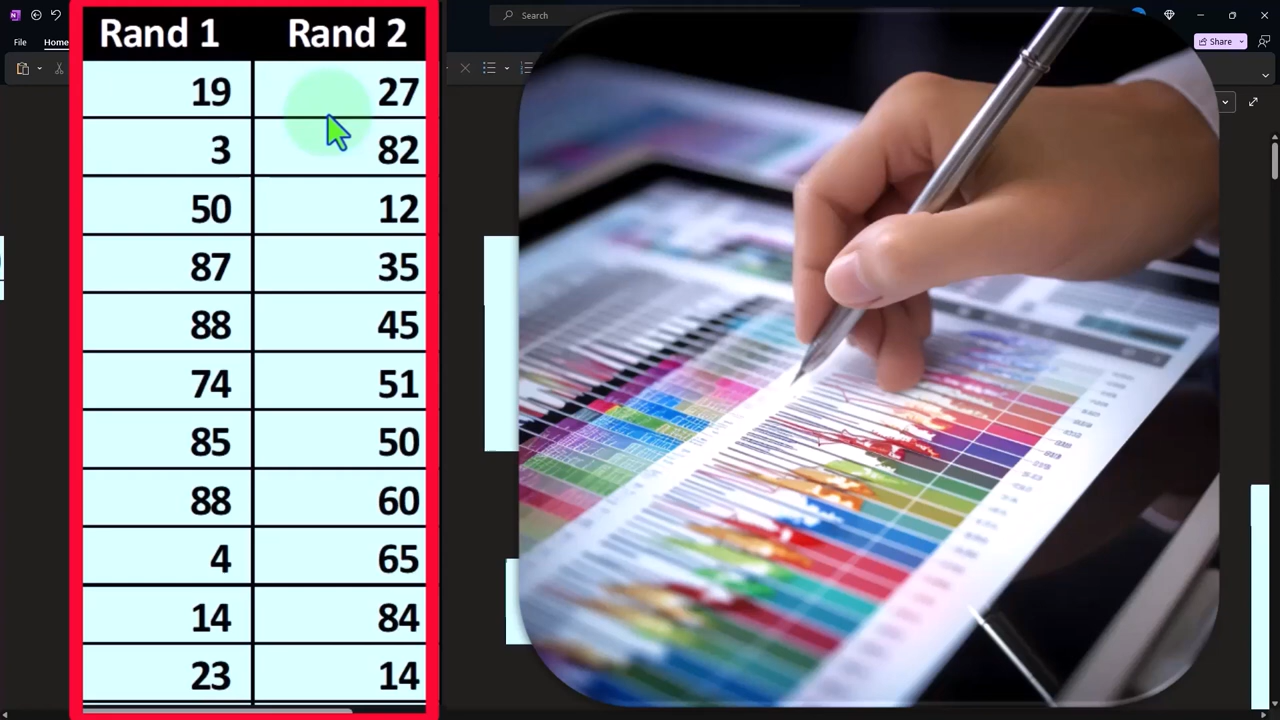 Search
File Home
Share
Rand 1 Rand 2
19 27
3 82
50 12
87 35
88 45
74 51
85 50
88 60
4 65
14 84
23 14